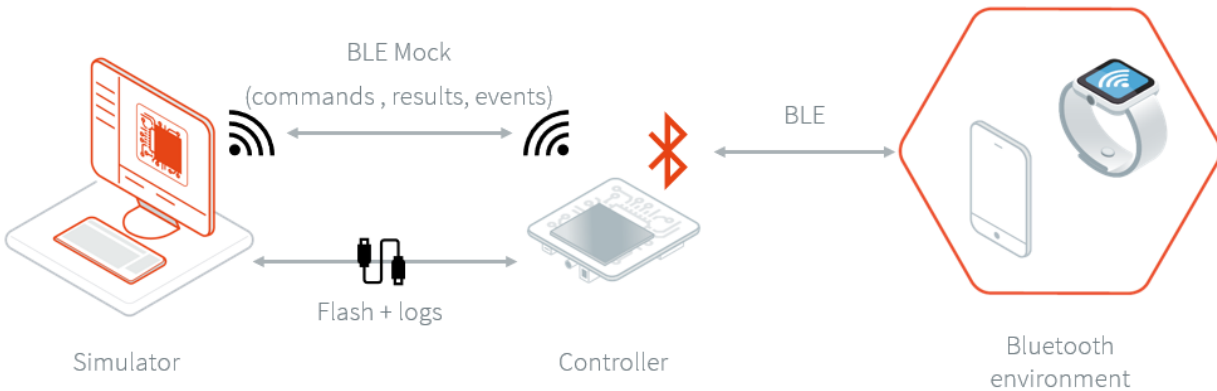 BLE Mock
(commands , results, events)
BLE
Flash + logs
Simulator
Controller
Bluetooth
environment